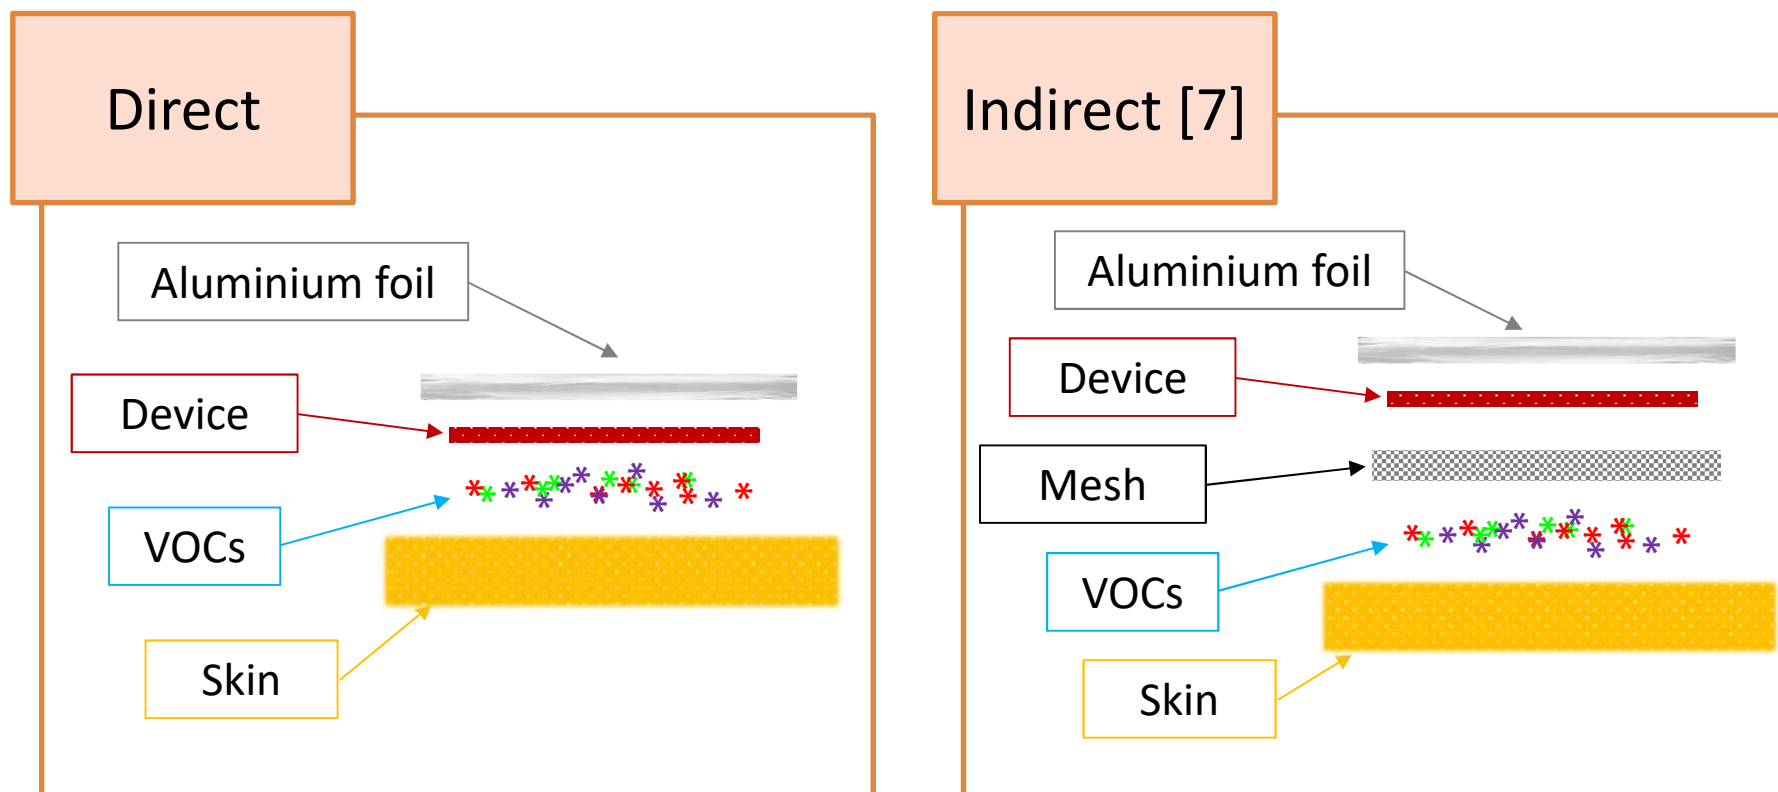 Direct
Aluminium foil
Device
VOCs
Skin
Indirect [7]
Aluminium foil
Device
Mesh
VOCs
Skin